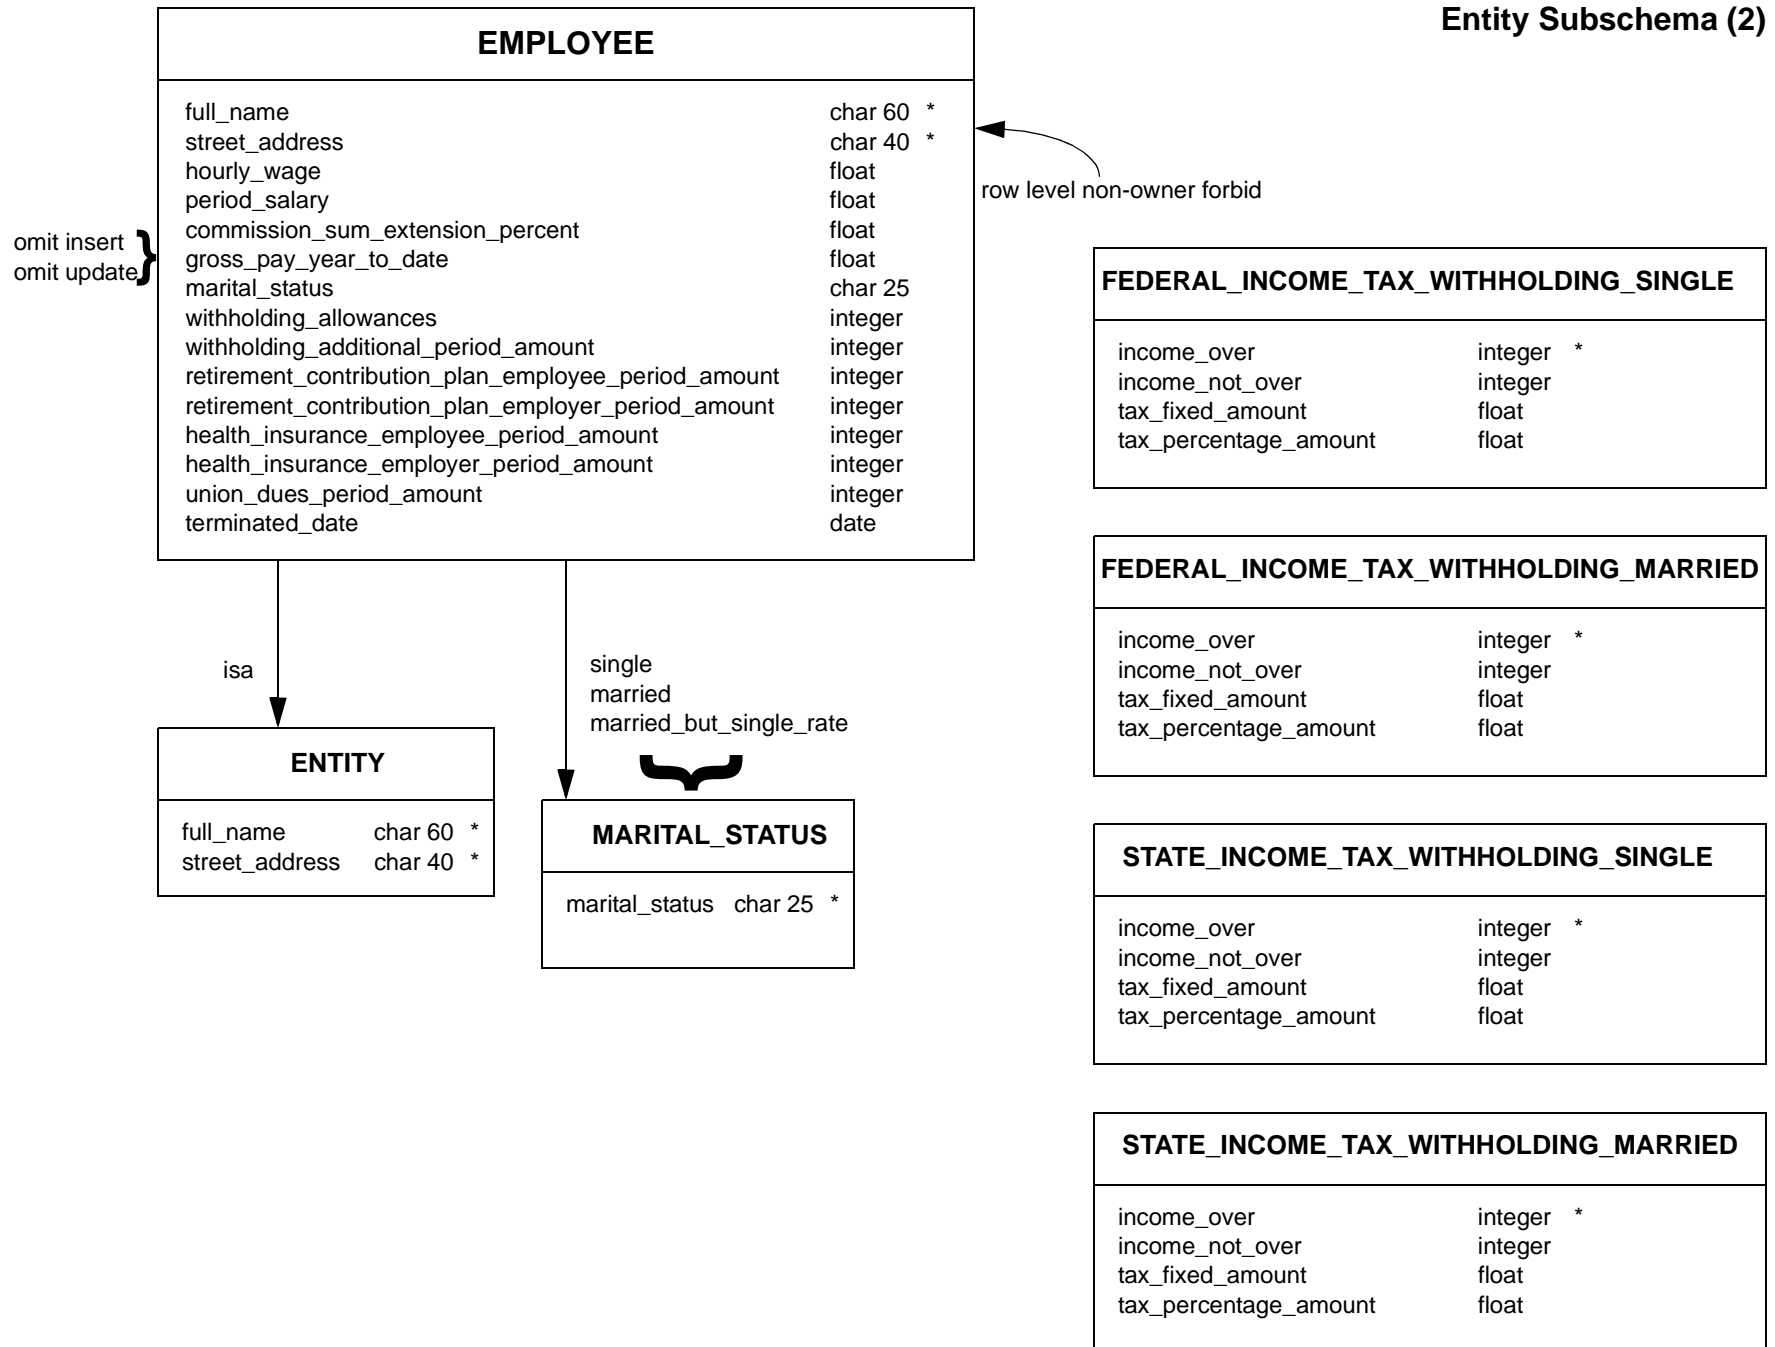 Entity Subschema (2)
EMPLOYEE
full_name char 60 *
street_address char 40 *
hourly_wage float
period_salary float
commission_sum_extension_percent float
gross_pay_year_to_date float
marital_status char 25
withholding_allowances integer
withholding_additional_period_amount integer
retirement_contribution_plan_employee_period_amount integer
retirement_contribution_plan_employer_period_amount integer
health_insurance_employee_period_amount integer
health_insurance_employer_period_amount integer
union_dues_period_amount integer
terminated_date date
omit insert
omit update
row level non-owner forbid
isa
single
married
married_but_single_rate
ENTITY
full_name char 60 *
street_address char 40 *
MARITAL_STATUS
marital_status char 25 *
FEDERAL_INCOME_TAX_WITHHOLDING_SINGLE
income_over integer *
income_not_over integer
tax_fixed_amount float
tax_percentage_amount float
FEDERAL_INCOME_TAX_WITHHOLDING_MARRIED
income_over integer *
income_not_over integer
tax_fixed_amount float
tax_percentage_amount float
STATE_INCOME_TAX_WITHHOLDING_SINGLE
income_over integer *
income_not_over integer
tax_fixed_amount float
tax_percentage_amount float
STATE_INCOME_TAX_WITHHOLDING_MARRIED
income_over integer *
income_not_over integer
tax_fixed_amount float
tax_percentage_amount float